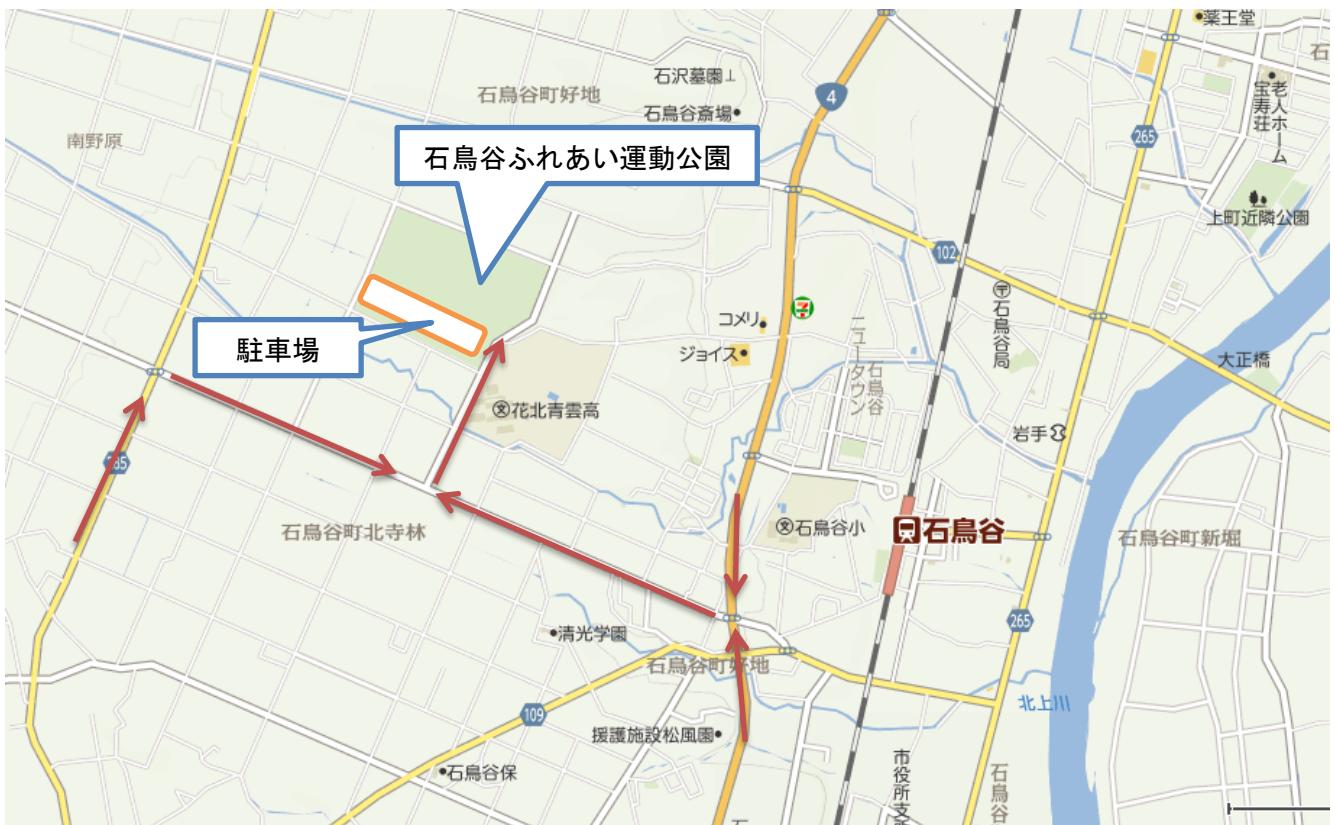 薬王堂
石
石沢墓園
石鳥谷町好地
4
石鳥谷斎場
老人ホーム
宝寿荘
265
南野原
石鳥谷ふれあい運動公園
上町近隣公園
102
石鳥谷局
コメリ
7
駐車場
ジョイス
石鳥谷
ニュータウン
大正橋
花北青雲高
文
岩手
石鳥谷町北寺林
文
石鳥谷小
石鳥谷
石鳥谷町新堀
265
清光学園
石鳥谷町好地
北上川
109
援護施設松風園
石鳥谷保
市役所支所
石鳥谷
石